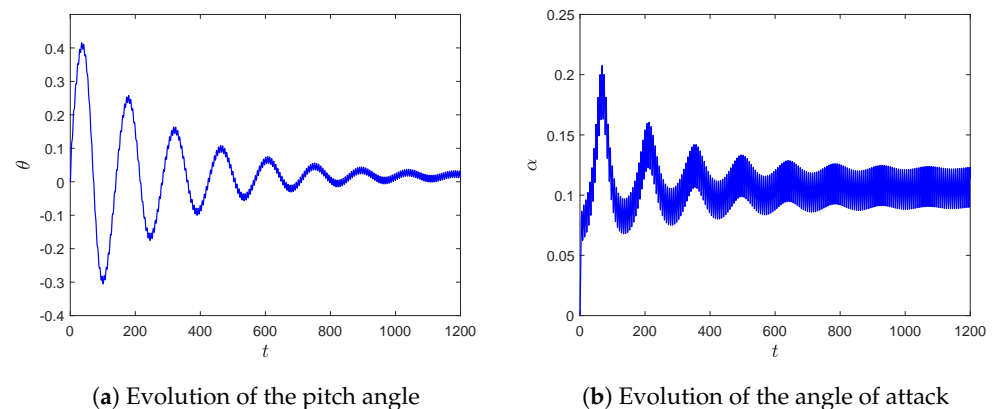 0.4
0.3
0.2
0.1
0
-0.1
-0.2
-0.3
-0.4
θ
0 200 400 600 800 1000 1200
t
(a) Evolution of the pitch angle
0.25
0.2
0.15
0.1
0.05
0
α
0 200 400 600 800 1000 1200
t
(b) Evolution of the angle of attack